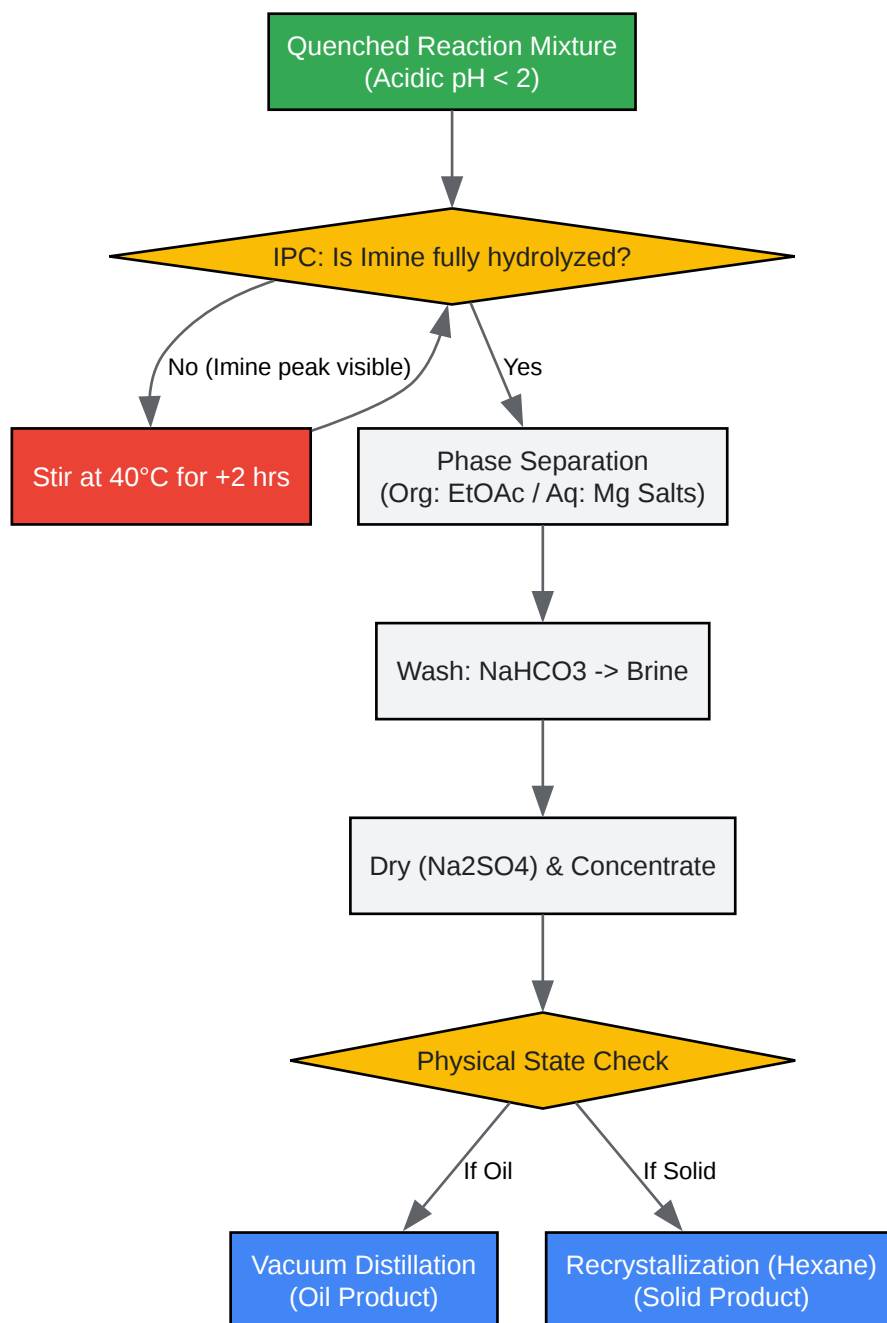 Quenched Reaction Mixture
(Acidic pH < 2)
IPC: Is Imine fully hydrolyzed?
No (Imine peak visible)
Yes
Stir at 40°C for +2 hrs
Phase Separation
(Org: EtOAc / Aq: Mg Salts)
Wash: NaHCO3 -> Brine
Dry (Na2SO4) & Concentrate
Physical State Check
If Oil
If Solid
Vacuum Distillation
(Oil Product)
Recrystallization (Hexane)
(Solid Product)